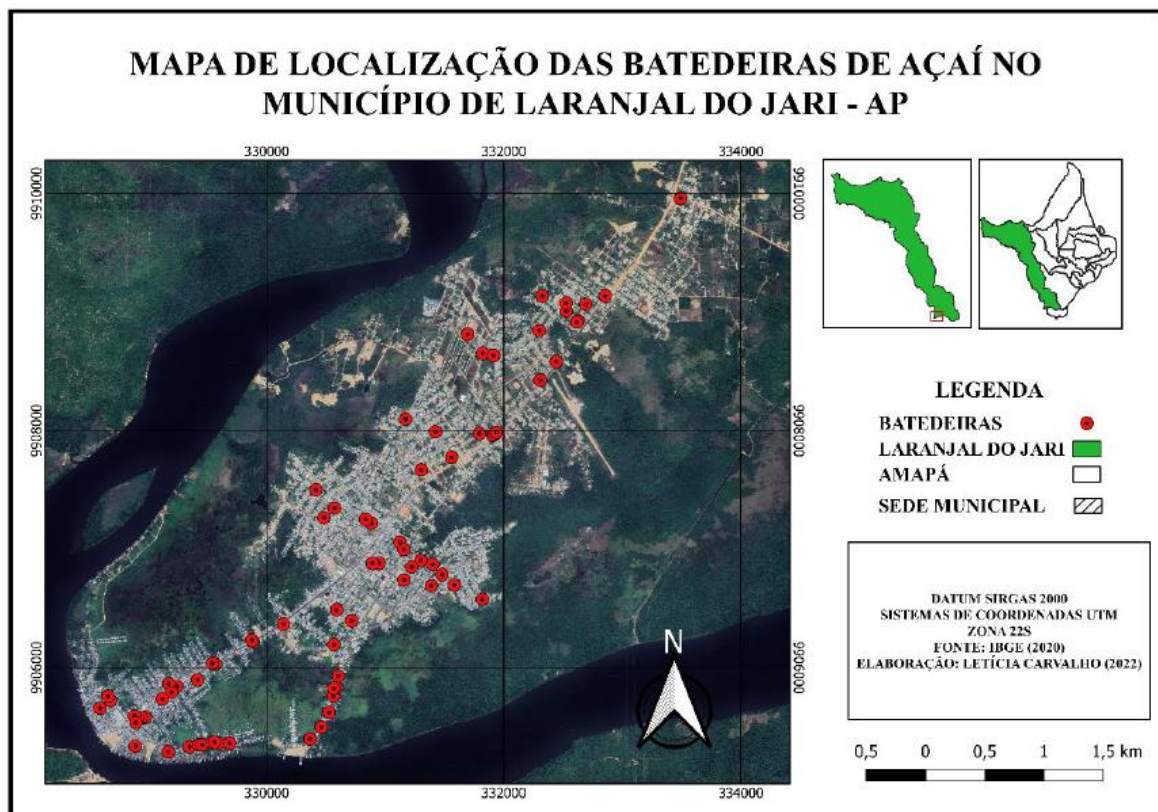 MAPA DE LOCALIZAÇÃO DAS BATEDEIRAS DE AÇAÍ NO
MUNICÍPIO DE LARANJAL DO JARI - AP
330000 332000 334000
9910000 9910000
9908000 9908000
9906000 9906000
N
330000 332000 334000
LEGENDA
BATEDEIRAS
LARANJAL DO JARI
AMAPÁ
SEDE MUNICIPAL
DATUM SIRGAS 2000
SISTEMAS DE COORDENADAS UTM
ZONA 22S
FONTE: IBGE (2020)
ELABORAÇÃO: LETÍCIA CARVALHO (2022)
0,5 0 0,5 1 1,5 km